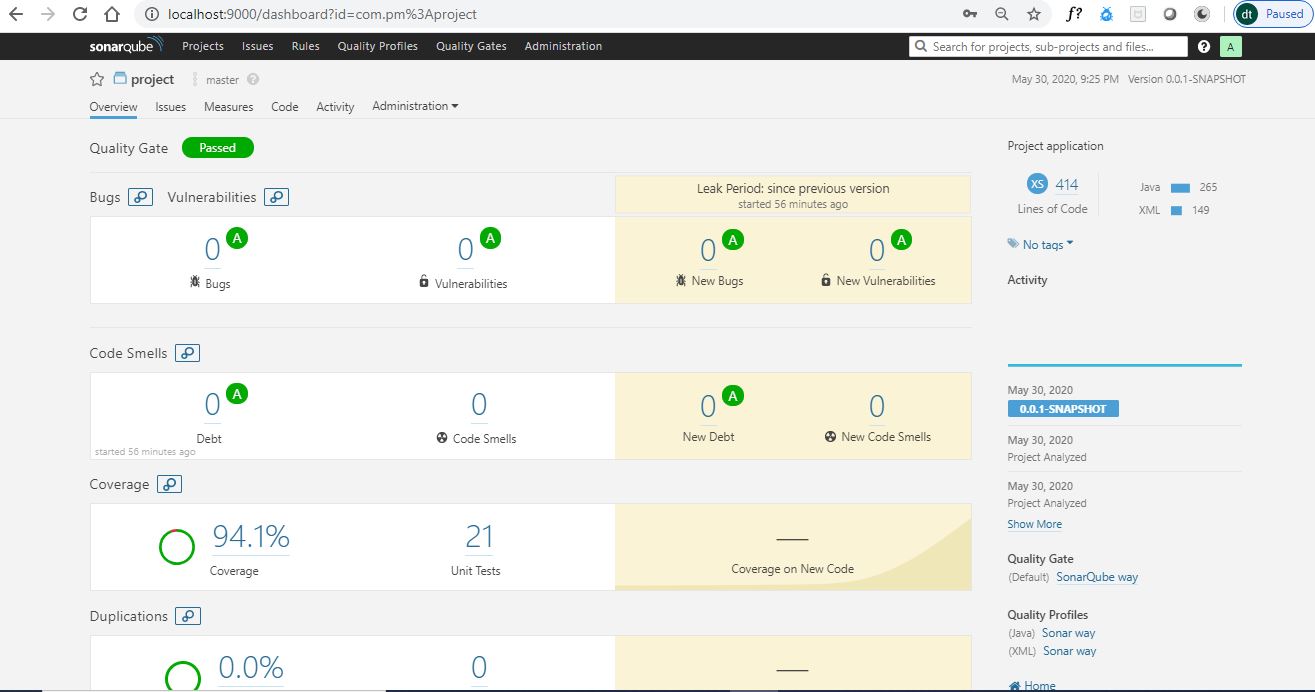 localhost:9000/dashboard?id=com.pm%3Aproject
f?
dt Paused
sonarqube Projects Issues Rules Quality Profiles Quality Gates Administration Search for projects, sub-projects and files... ? A
project master ? May 30, 2020, 9:25 PM Version 0.0.1-SNAPSHOT
Overview Issues Measures Code Activity Administration
Quality Gate Passed
Bugs Vulnerabilities
Leak Period: since previous version
started 56 minutes ago
0 A
Bugs
0 A
Vulnerabilities
0 A
New Bugs
0 A
New Vulnerabilities
Code Smells
0 A
Debt
started 56 minutes ago
0
Code Smells
0 A
New Debt
0
New Code Smells
Coverage
94.1%
Coverage
21
Unit Tests
—
Coverage on New Code
Duplications
0.0%
0
—
Project application
XS 414
Lines of Code
Java 265
XML 149
No tags
Activity
May 30, 2020
0.0.1-SNAPSHOT
May 30, 2020
Project Analyzed
May 30, 2020
Project Analyzed
Show More
Quality Gate
(Default) SonarQube way
Quality Profiles
(Java) Sonar way
(XML) Sonar way
Home